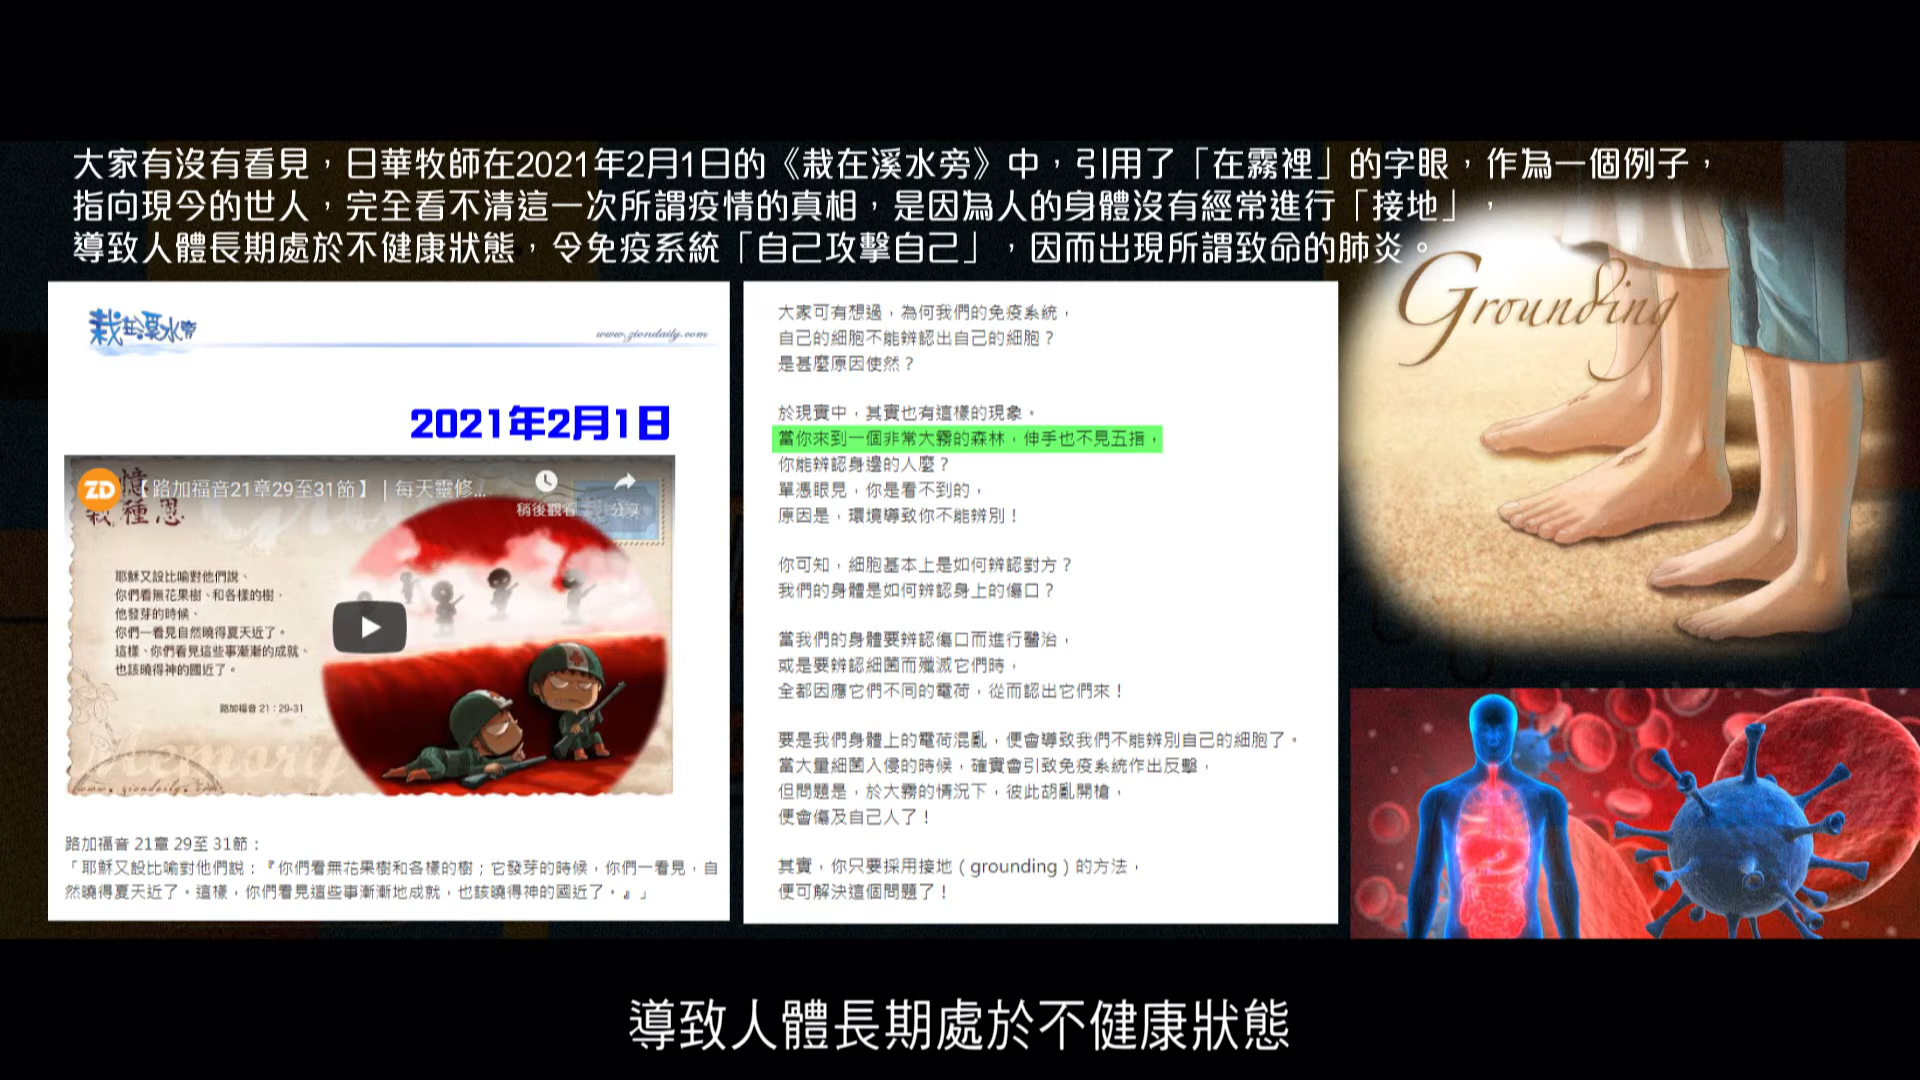 大家有沒有看見，日華牧師在2021年2月1日的《栽在溪水旁》中，引用了「在霧裡」的字眼，作為一個例子，
指向現今的世人，完全看不清這一次所謂疫情的真相，是因為人的身體沒有經常進行「接地」，
導致人體長期處於不健康狀態，令免疫系統「自己攻擊自己」，因而出現所謂致命的肺炎。
栽在溪水旁
www.ziondaily.com
2021年2月1日
ZD
【路加福音21章29至31節】 | 每天靈修...
稍後觀看
分享
憶
栽種恩
耶穌又設比喻對他們說、
你們看無花果樹、和各樣的樹．
他發芽的時候、
你們一看見自然曉得夏天近了。
這樣、你們看見這些事漸漸的成就、
也該曉得神的國近了。
路加福音 21：29-31
Memory
www.ziondaily.com
路加福音 21章 29至 31節：
「耶穌又設比喻對他們說：『你們看無花果樹和各樣的樹；它發芽的時候，你們一看見，自
然曉得夏天近了。這樣，你們看見這些事漸漸地成就，也該曉得神的國近了。』」
大家可有想過，為何我們的免疫系統，
自己的細胞不能辨認出自己的細胞？
是甚麼原因使然？
於現實中，其實也有這樣的現象。
當你來到一個非常大霧的森林，伸手也不見五指，
你能辨認身邊的人麼？
單憑眼見，你是看不到的，
原因是，環境導致你不能辨別！
你可知，細胞基本上是如何辨認對方？
我們的身體是如何辨認身上的傷口？
當我們的身體要辨認傷口而進行醫治，
或是要辨認細菌而殲滅它們時，
全都因應它們不同的電荷，從而認出它們來！
要是我們身體上的電荷混亂，便會導致我們不能辨別自己的細胞了。
當大量細菌入侵的時候，確實會引致免疫系統作出反擊，
但問題是，於大霧的情況下，彼此胡亂開槍，
便會傷及自己人了！
其實，你只要採用接地（grounding）的方法，
便可解決這個問題了！
Grounding
導致人體長期處於不健康狀態